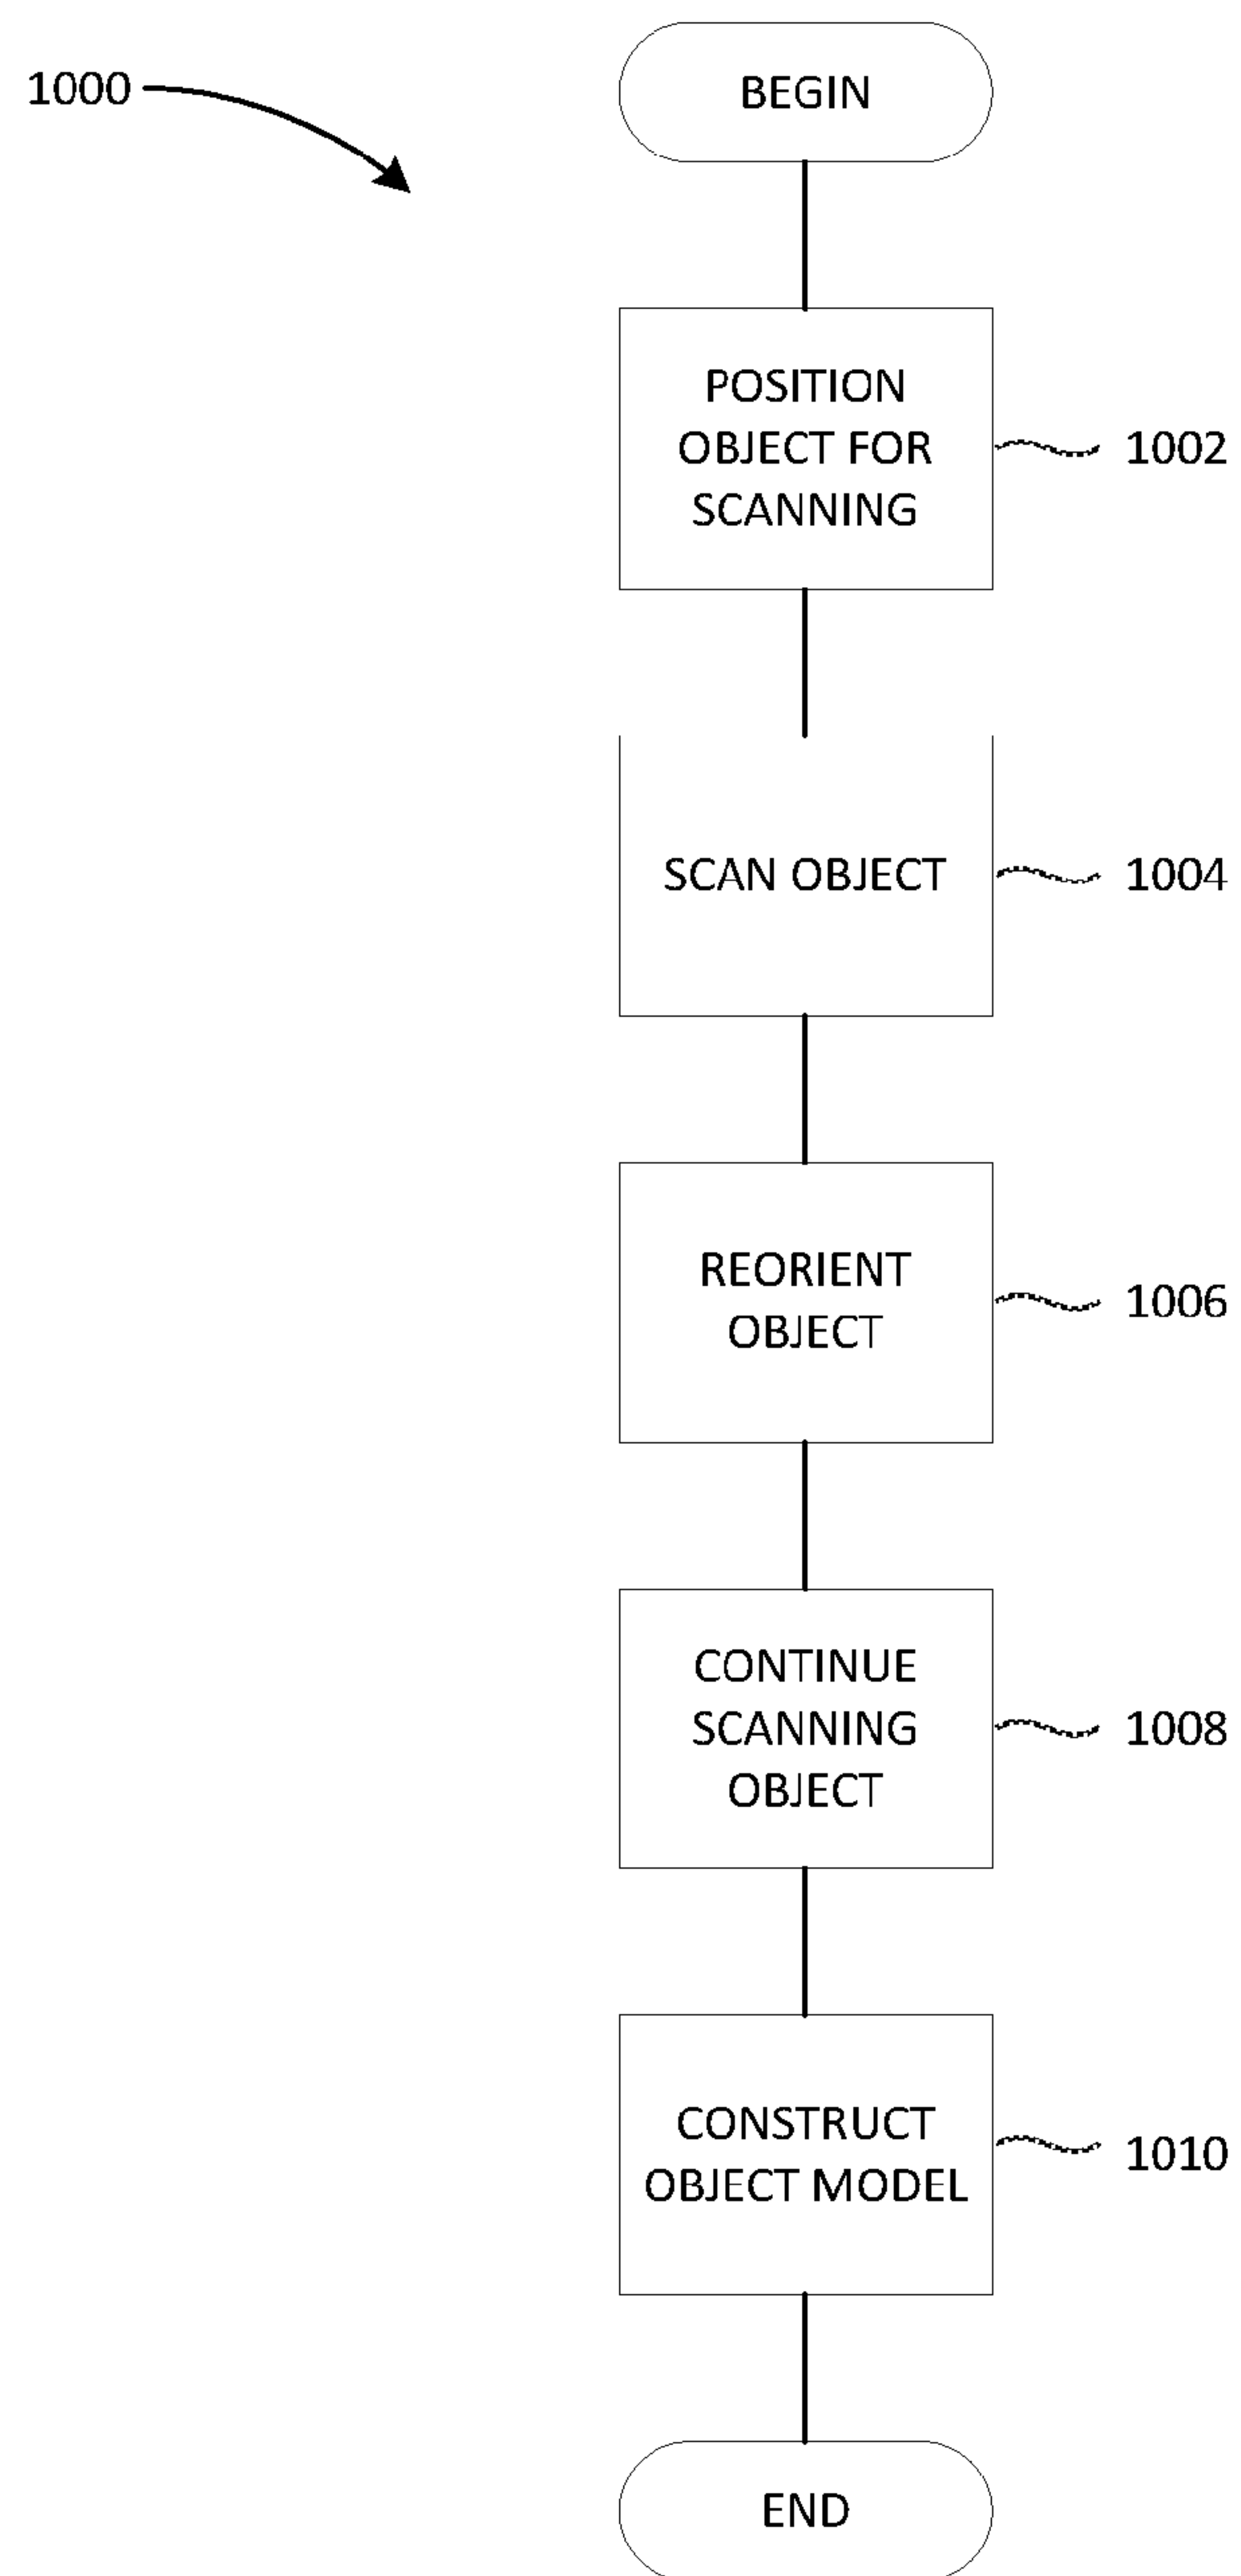 1000
BEGIN
POSITION
OBJECT FOR
SCANNING
1002
SCAN OBJECT
1004
REORIENT
OBJECT
1006
CONTINUE
SCANNING
OBJECT
1008
CONSTRUCT
OBJECT MODEL
1010
END